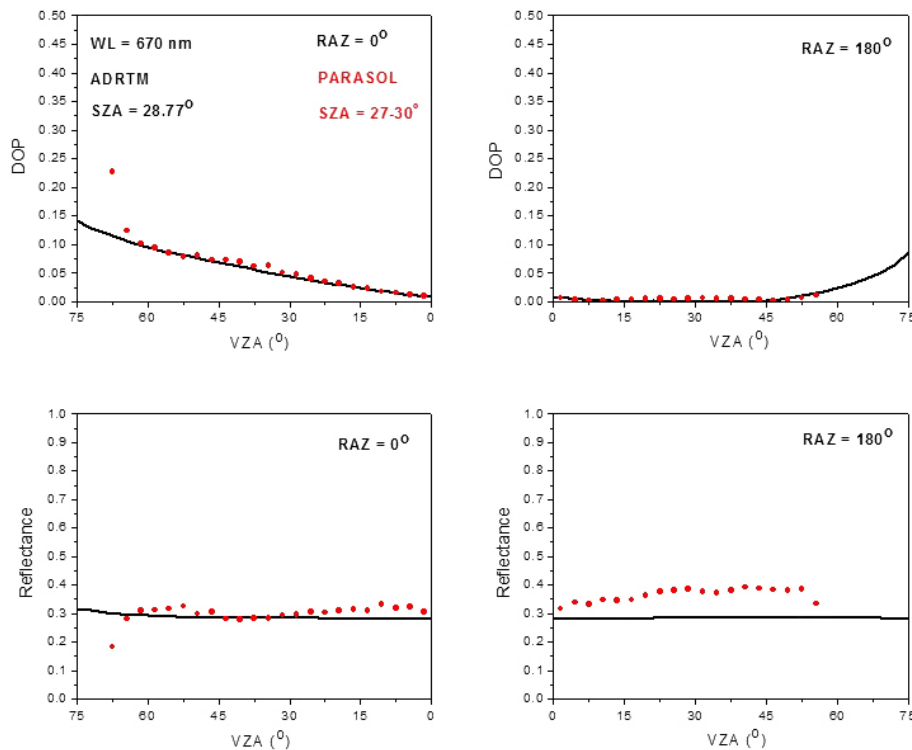 0.50
0.45
0.40
0.35
0.30
0.25
0.20
0.15
0.10
0.05
0.00
DOP
WL = 670 nm
RAZ = 0⁰
ADRTM
PARASOL
SZA = 28.77⁰
SZA = 27-30°
75 60 45 30 15 0
VZA (⁰)
0.50
0.45
0.40
0.35
0.30
0.25
0.20
0.15
0.10
0.05
0.00
DOP
RAZ = 180⁰
0 15 30 45 60 75
VZA (⁰)
1.0
0.9
0.8
0.7
0.6
0.5
0.4
0.3
0.2
0.1
0.0
Reflectance
RAZ = 0⁰
75 60 45 30 15 0
VZA (⁰)
1.0
0.9
0.8
0.7
0.6
0.5
0.4
0.3
0.2
0.1
0.0
Reflectance
RAZ = 180⁰
0 15 30 45 60 75
VZA (⁰)